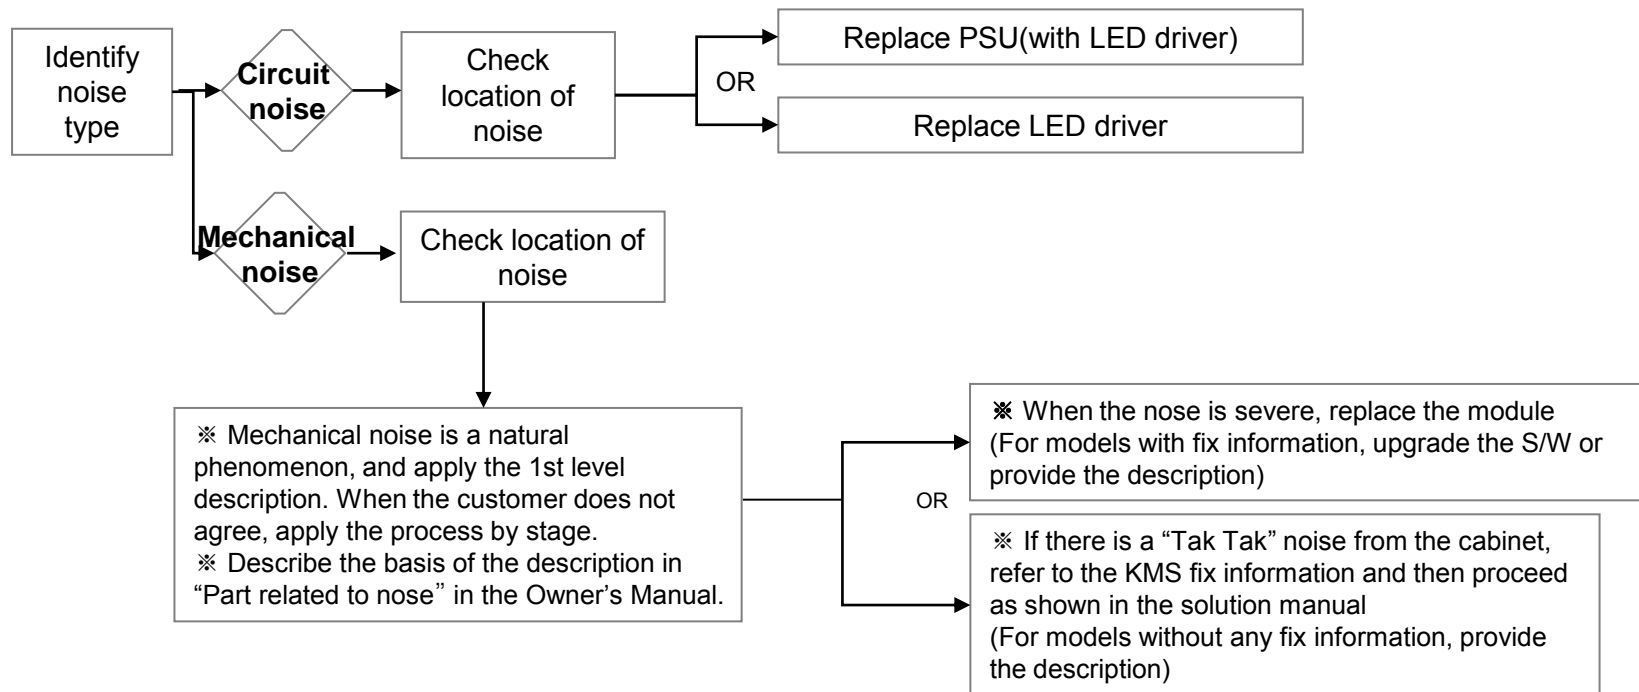 Identify
noise
type
Circuit
noise
Check
location of
noise
OR
Replace PSU(with LED driver)
Replace LED driver
Mechanical
noise
Check location of
noise
※ Mechanical noise is a natural
phenomenon, and apply the 1st level
description. When the customer does not
agree, apply the process by stage.
※ Describe the basis of the description in
“Part related to nose” in the Owner’s Manual.
OR
※ When the nose is severe, replace the module
(For models with fix information, upgrade the S/W or
provide the description)
※ If there is a “Tak Tak” noise from the cabinet,
refer to the KMS fix information and then proceed
as shown in the solution manual
(For models without any fix information, provide
the description)